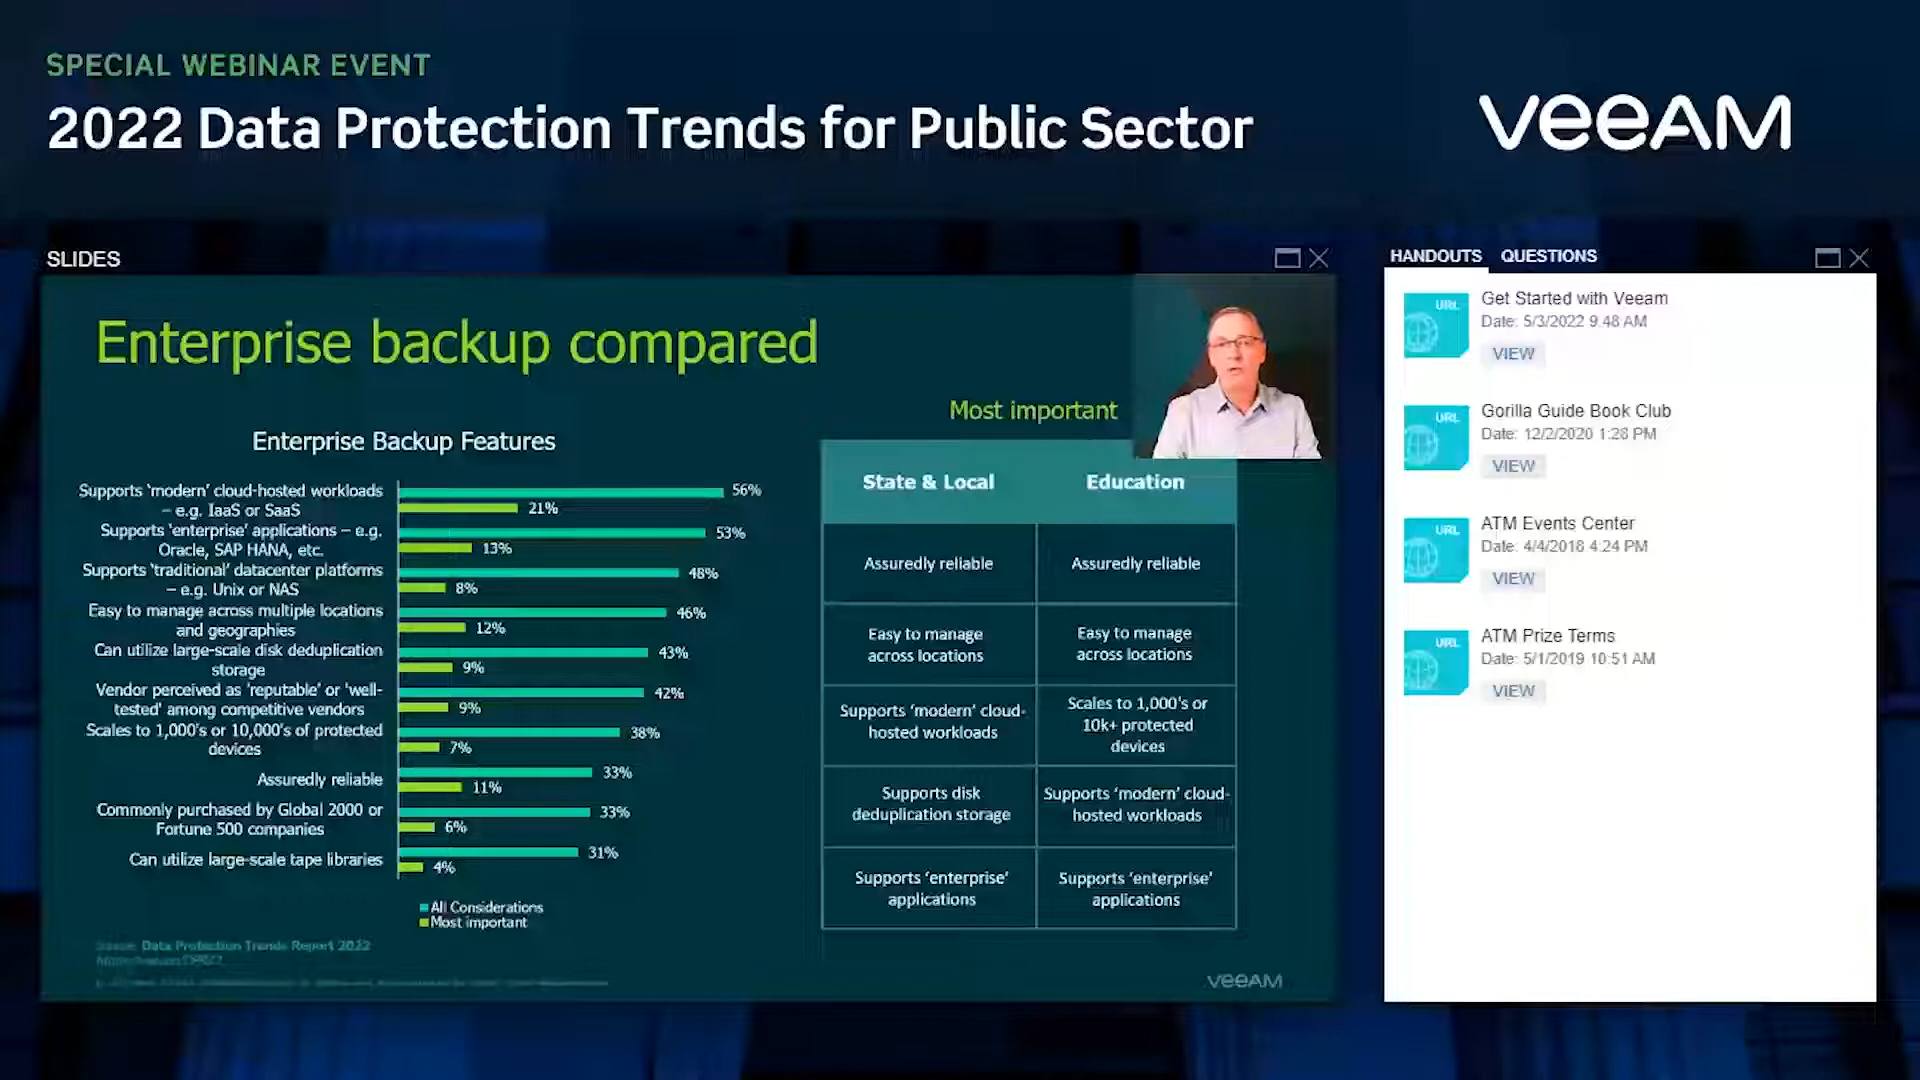 SPECIAL WEBINAR EVENT
2022 Data Protection Trends for Public Sector
veeAM
SLIDES
Enterprise backup compared
Most important
Enterprise Backup Features
Supports ‘modern’ cloud-hosted workloads
– e.g. IaaS or SaaS
56%
21%
Supports ‘enterprise’ applications – e.g.
Oracle, SAP HANA, etc.
53%
13%
Supports ‘traditional’ datacenter platforms
– e.g. Unix or NAS
48%
8%
Easy to manage across multiple locations
and geographies
46%
12%
Can utilize large-scale disk deduplication
storage
43%
9%
Vendor perceived as ‘reputable’ or ‘well-
tested’ among competitive vendors
42%
9%
Scales to 1,000’s or 10,000’s of protected
devices
38%
7%
Assuredly reliable
33%
11%
Commonly purchased by Global 2000 or
Fortune 500 companies
33%
6%
Can utilize large-scale tape libraries
31%
4%
All Considerations
Most important
Data Protection Trends Report 2022
State & Local
Education
Assuredly reliable
Assuredly reliable
Easy to manage
across locations
Easy to manage
across locations
Supports ‘modern’ cloud-
hosted workloads
Scales to 1,000’s or
10k+ protected
devices
Supports disk
deduplication storage
Supports ‘modern’ cloud-
hosted workloads
Supports ‘enterprise’
applications
Supports ‘enterprise’
applications
veeAM
HANDOUTS QUESTIONS
URL
Get Started with Veeam
Date: 5/3/2022 9:48 AM
VIEW
URL
Gorilla Guide Book Club
Date: 12/2/2020 1:28 PM
VIEW
URL
ATM Events Center
Date: 4/4/2018 4:24 PM
VIEW
URL
ATM Prize Terms
Date: 5/1/2019 10:51 AM
VIEW